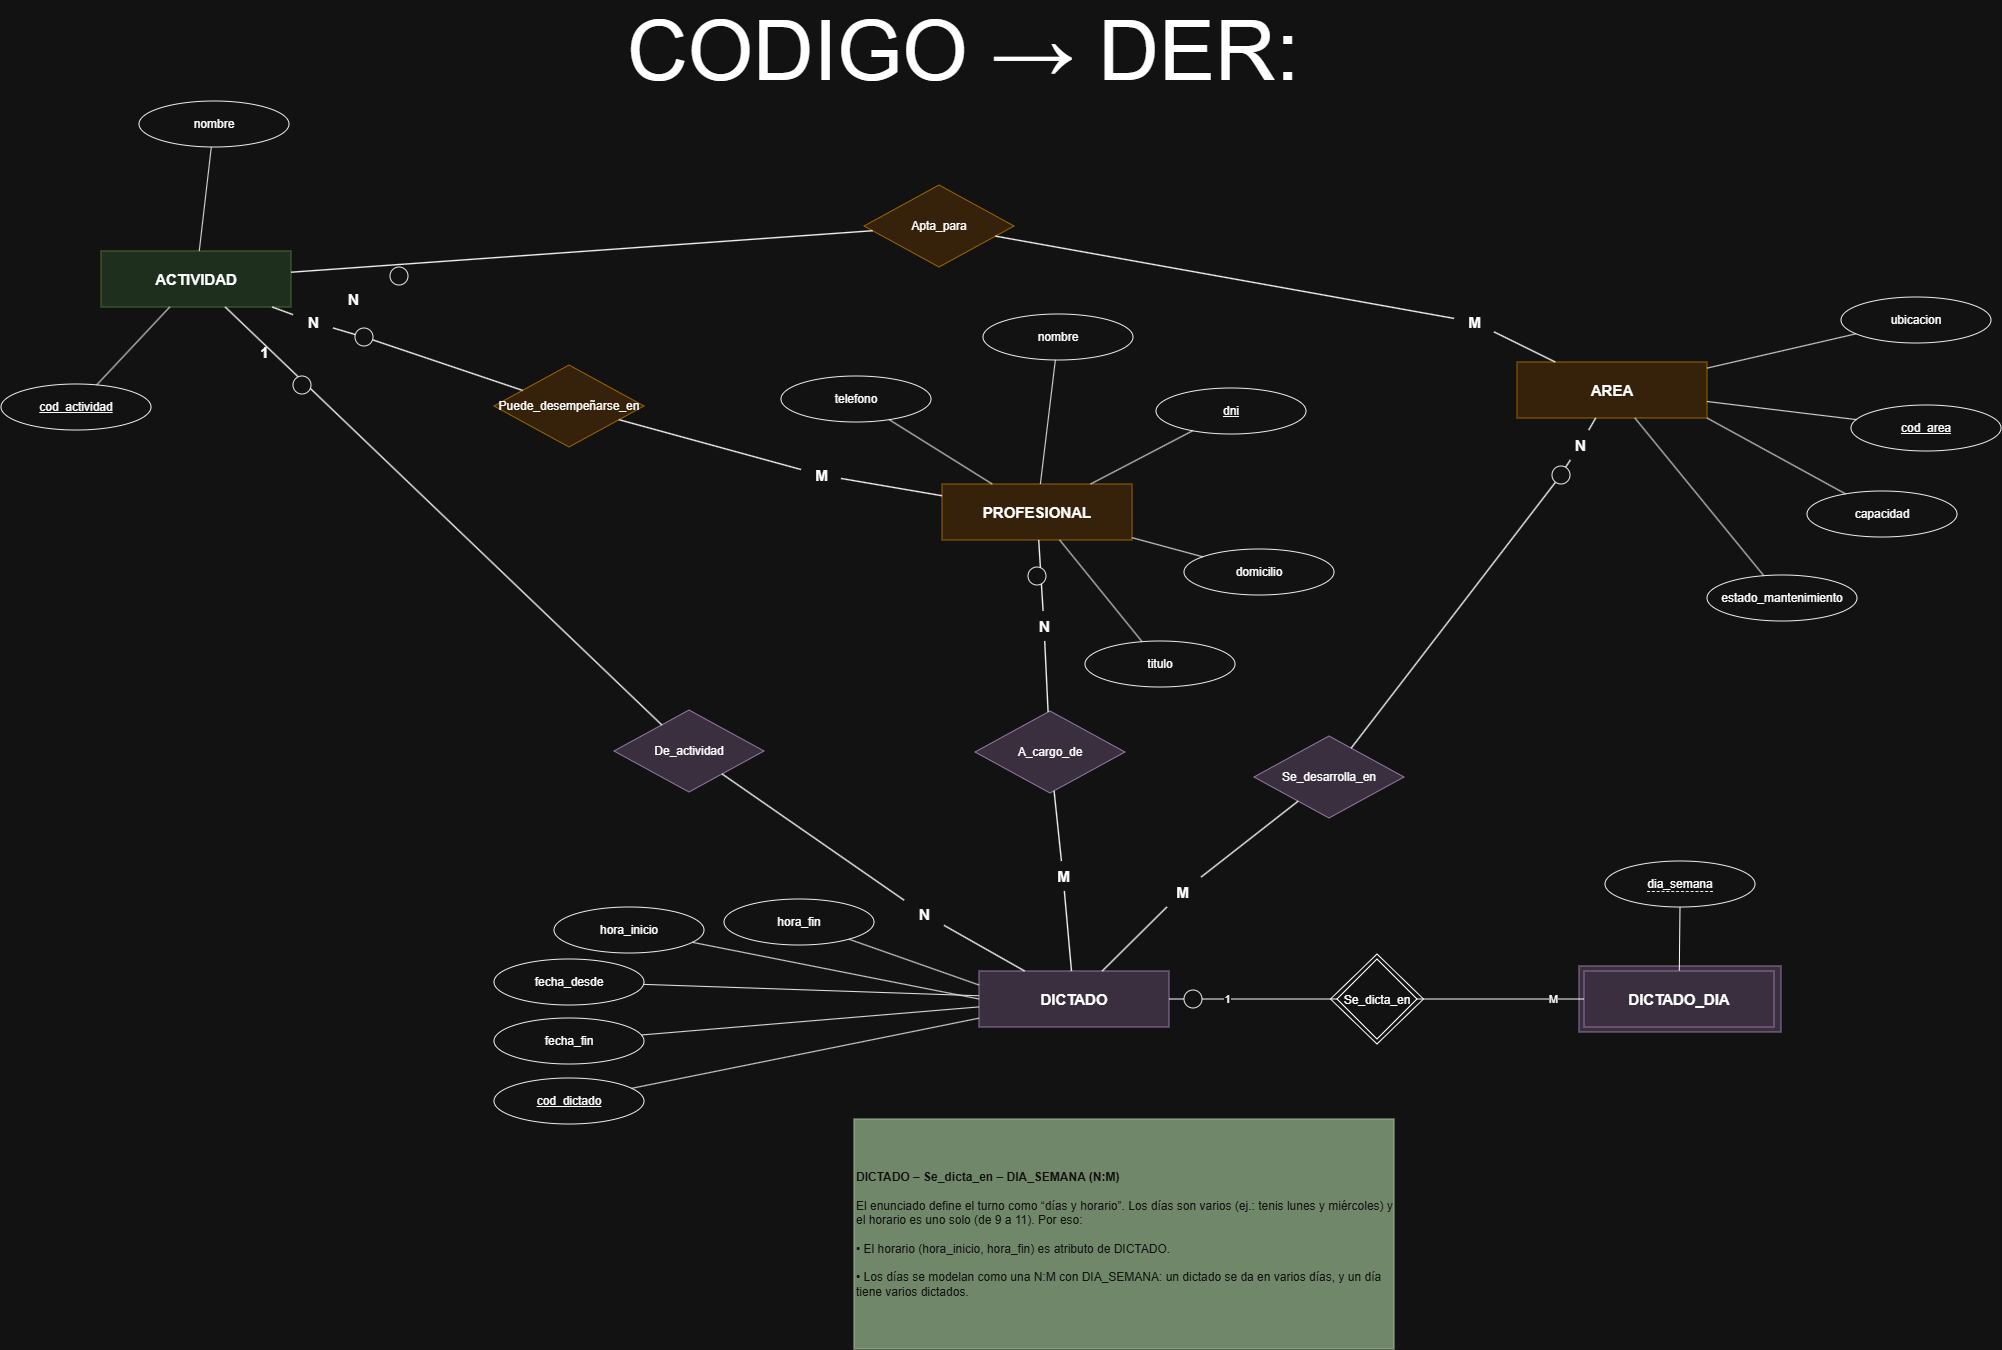 CODIGO → DER:
nombre
Apta_para
ACTIVIDAD
N
N
M
ubicacion
nombre
1
AREA
telefono
cod_actividad
Puede_desempeñarse_en
dni
cod_area
N
M
PROFESIONAL
capacidad
domicilio
estado_mantenimiento
N
titulo
De_actividad
A_cargo_de
Se_desarrolla_en
M
M
dia_semana
N
hora_fin
hora_inicio
fecha_desde
DICTADO
1
Se_dicta_en
M
DICTADO_DIA
fecha_fin
cod_dictado
DICTADO – Se_dicta_en – DIA_SEMANA (N:M)
El enunciado define el turno como “días y horario”. Los días son varios (ej.: tenis lunes y miércoles) y
el horario es uno solo (de 9 a 11). Por eso:
• El horario (hora_inicio, hora_fin) es atributo de DICTADO.
• Los días se modelan como una N:M con DIA_SEMANA: un dictado se da en varios días, y un día
tiene varios dictados.